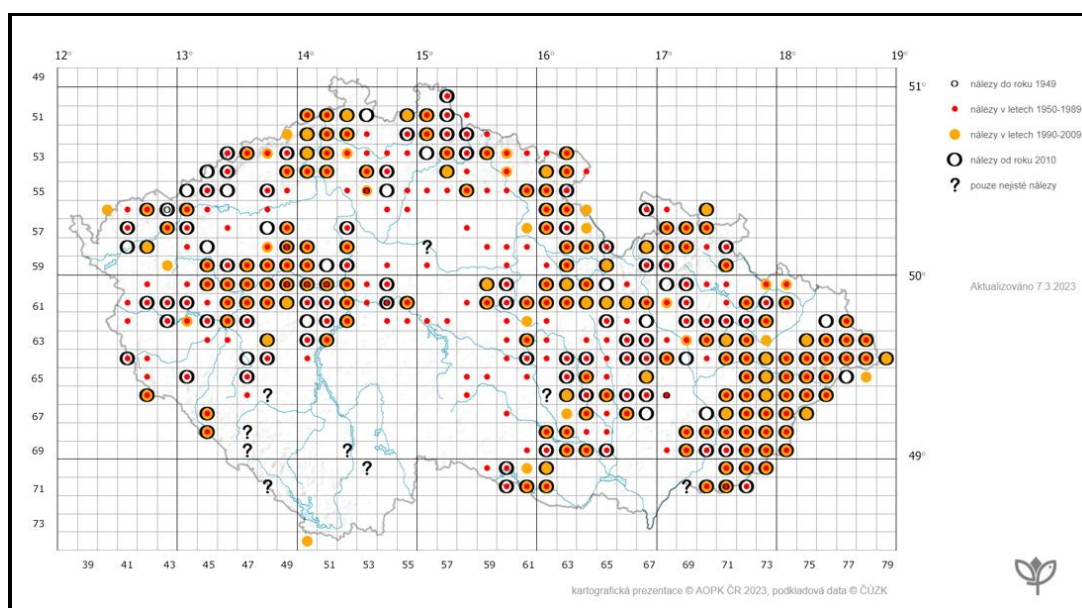 12° 13° 14° 15° 16° 17° 18° 19°
49
51°
51
53
55
57
59
50°
61
63
65
67
69
49°
71
73
39 41 43 45 47 49 51 53 55 57 59 61 63 65 67 69 71 73 75 77 79
nálezy do roku 1949
nálezy v letech 1950-1989
nálezy v letech 1990-2009
nálezy od roku 2010
? pouze nejisté nálezy
Aktualizováno 7.3.2023
kartografická prezentace © AOPK ČR 2023, podkladová data © ČÚZK